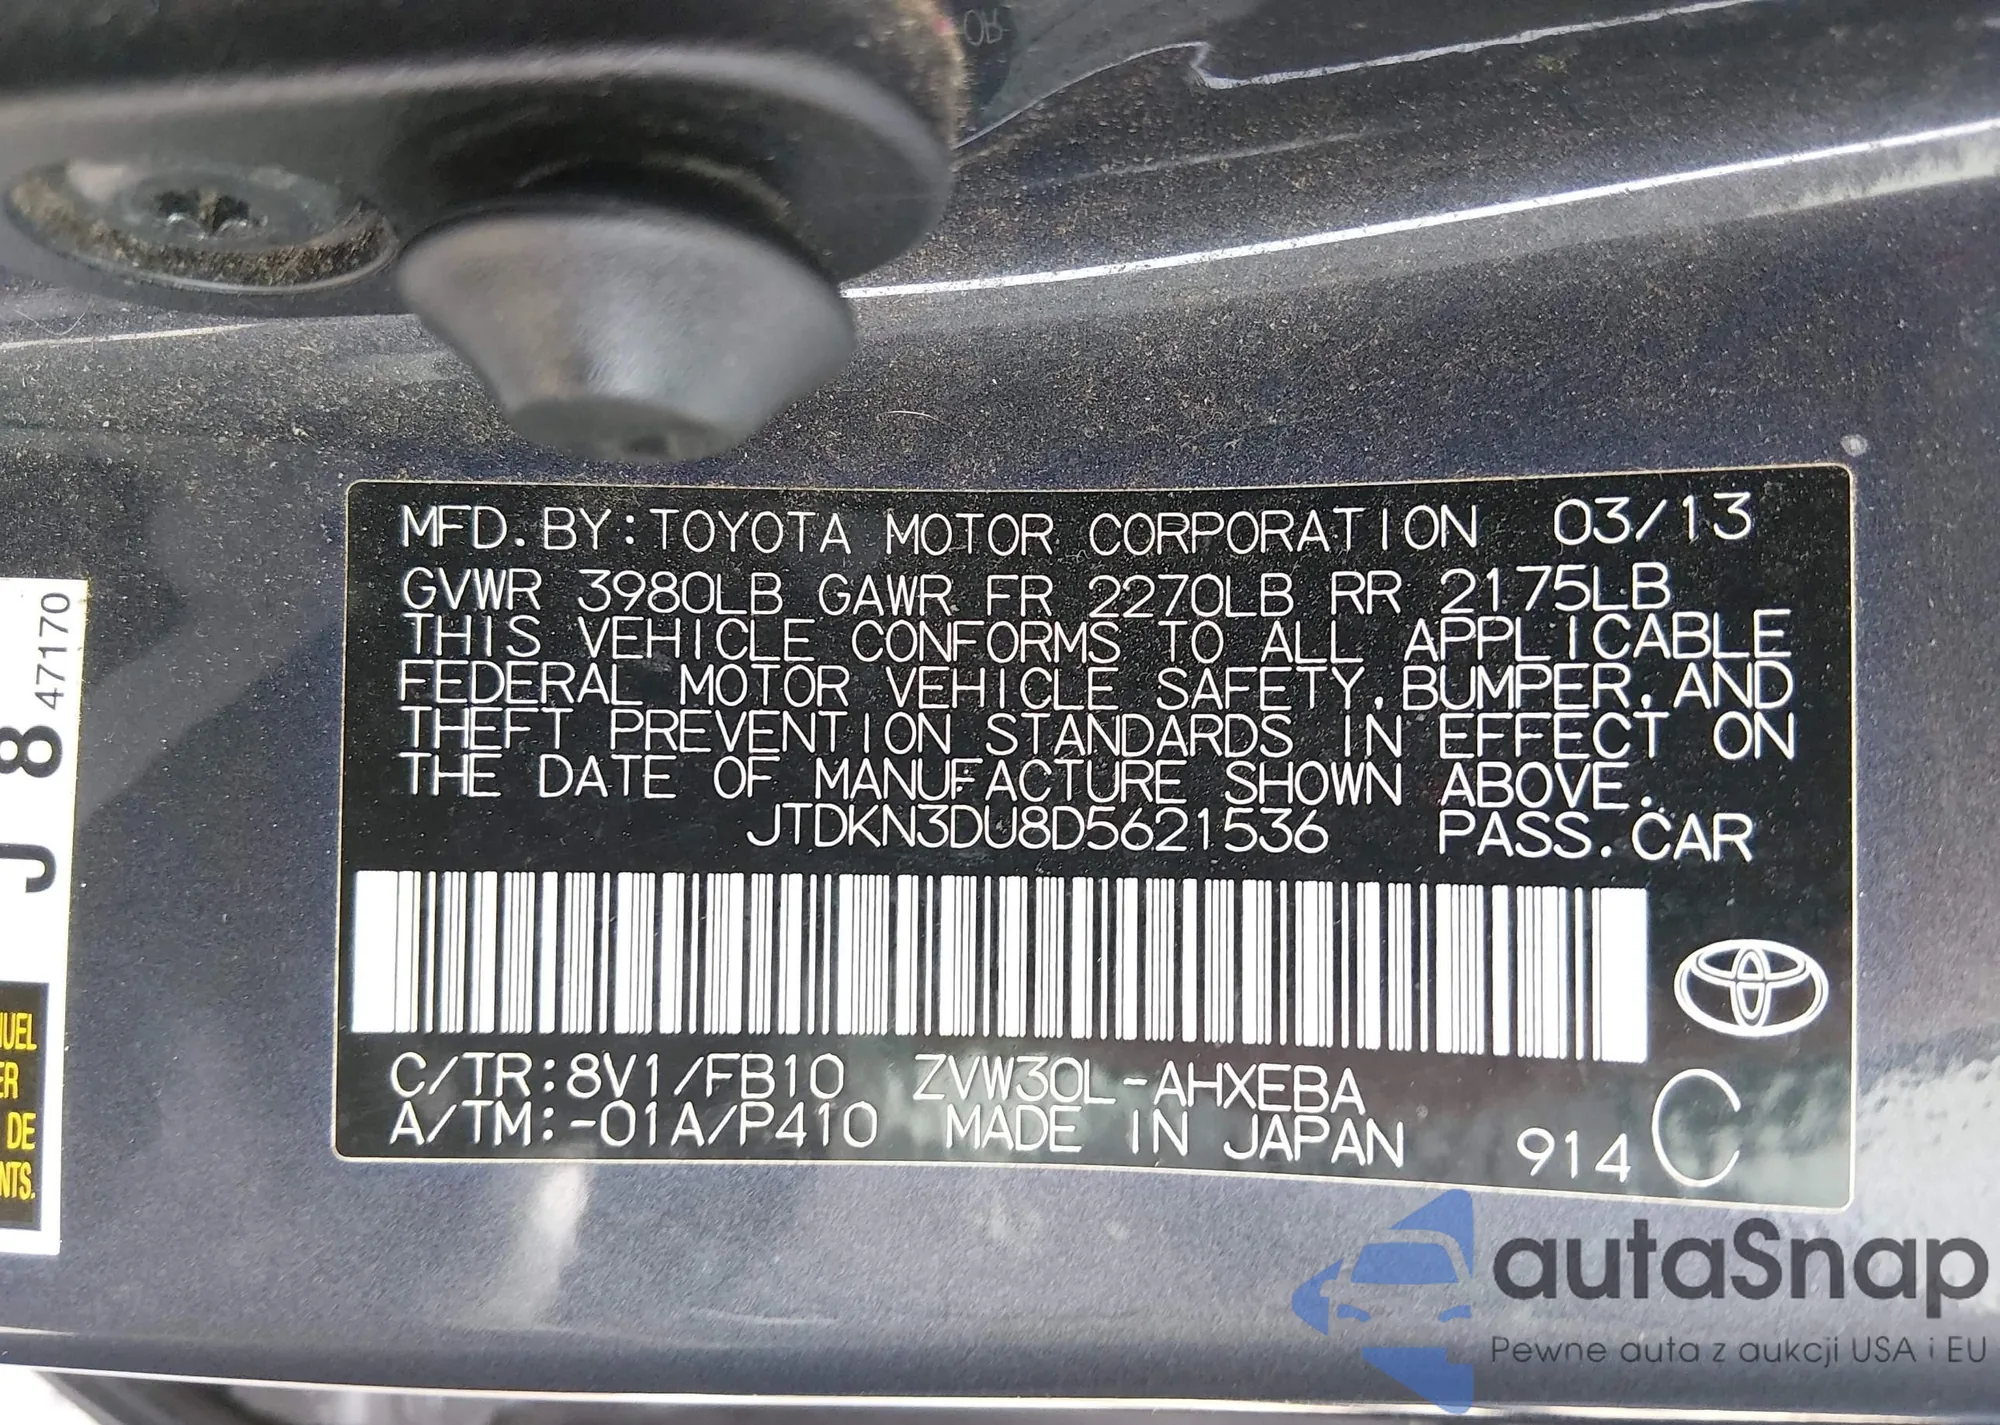 MFD.BY:TOYOTA MOTOR CORPORATION 03/13
GVWR 3980LB GAWR FR 2270LB RR 2175LB
THIS VEHICLE CONFORMS TO ALL APPLICABLE
FEDERAL MOTOR VEHICLE SAFETY,BUMPER,AND
THEFT PREVENTION STANDARDS IN EFFECT ON
THE DATE OF MANUFACTURE SHOWN ABOVE.
JTDKN3DU8D5621536 PASS.CAR
C/TR:8V1/FB10 ZVW30L-AHXEBA
A/TM:-01A/P410 MADE IN JAPAN 914 C
J 8 47170
DE
autaSnap
Pewne auta z aukcji USA i EU